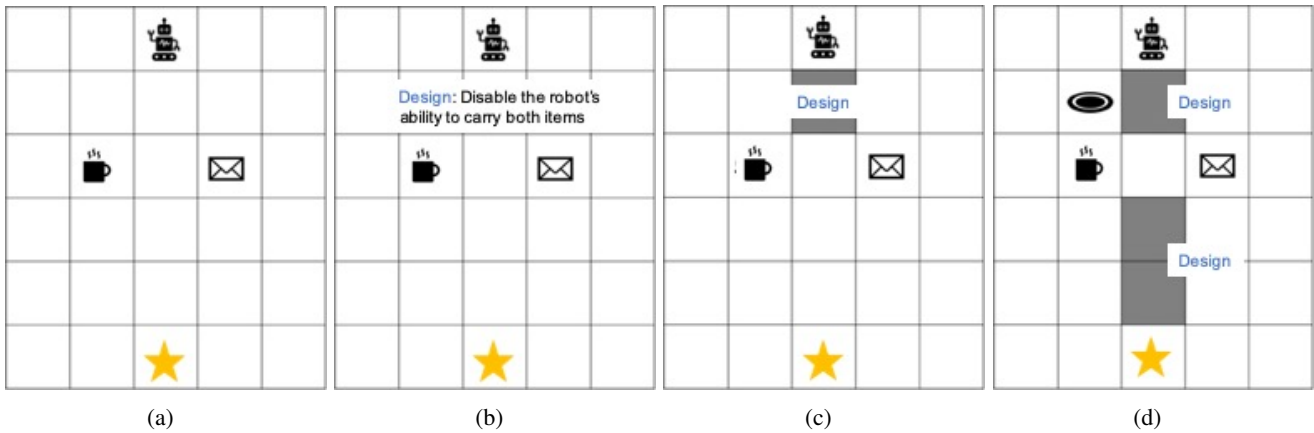 Design: Disable the robot's
ability to carry both items
Design
Design
Design
(a)
(b)
(c)
(d)